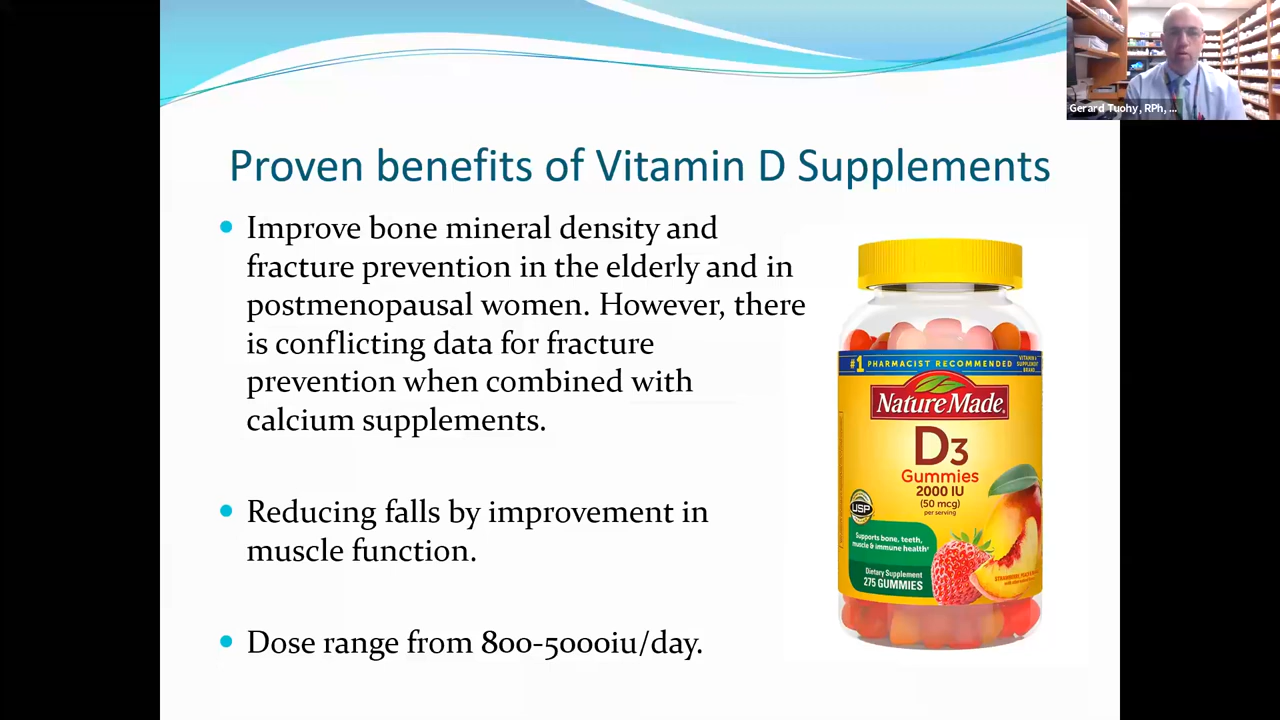 Gerard Tuohy, RPh, ...
Proven benefits of Vitamin D Supplements
Improve bone mineral density and
fracture prevention in the elderly and in
postmenopausal women. However, there
is conflicting data for fracture
prevention when combined with
calcium supplements.
Reducing falls by improvement in
muscle function.
Dose range from 800-5000iu/day.
#1 PHARMACIST RECOMMENDED
VITAMIN &
SUPPLEMENT
BRAND
Nature Made
D3
Gummies
2000 IU
(50 mcg)
per serving
USP
Supports bone, teeth,
muscle & immune health†
Dietary Supplement
275 GUMMIES